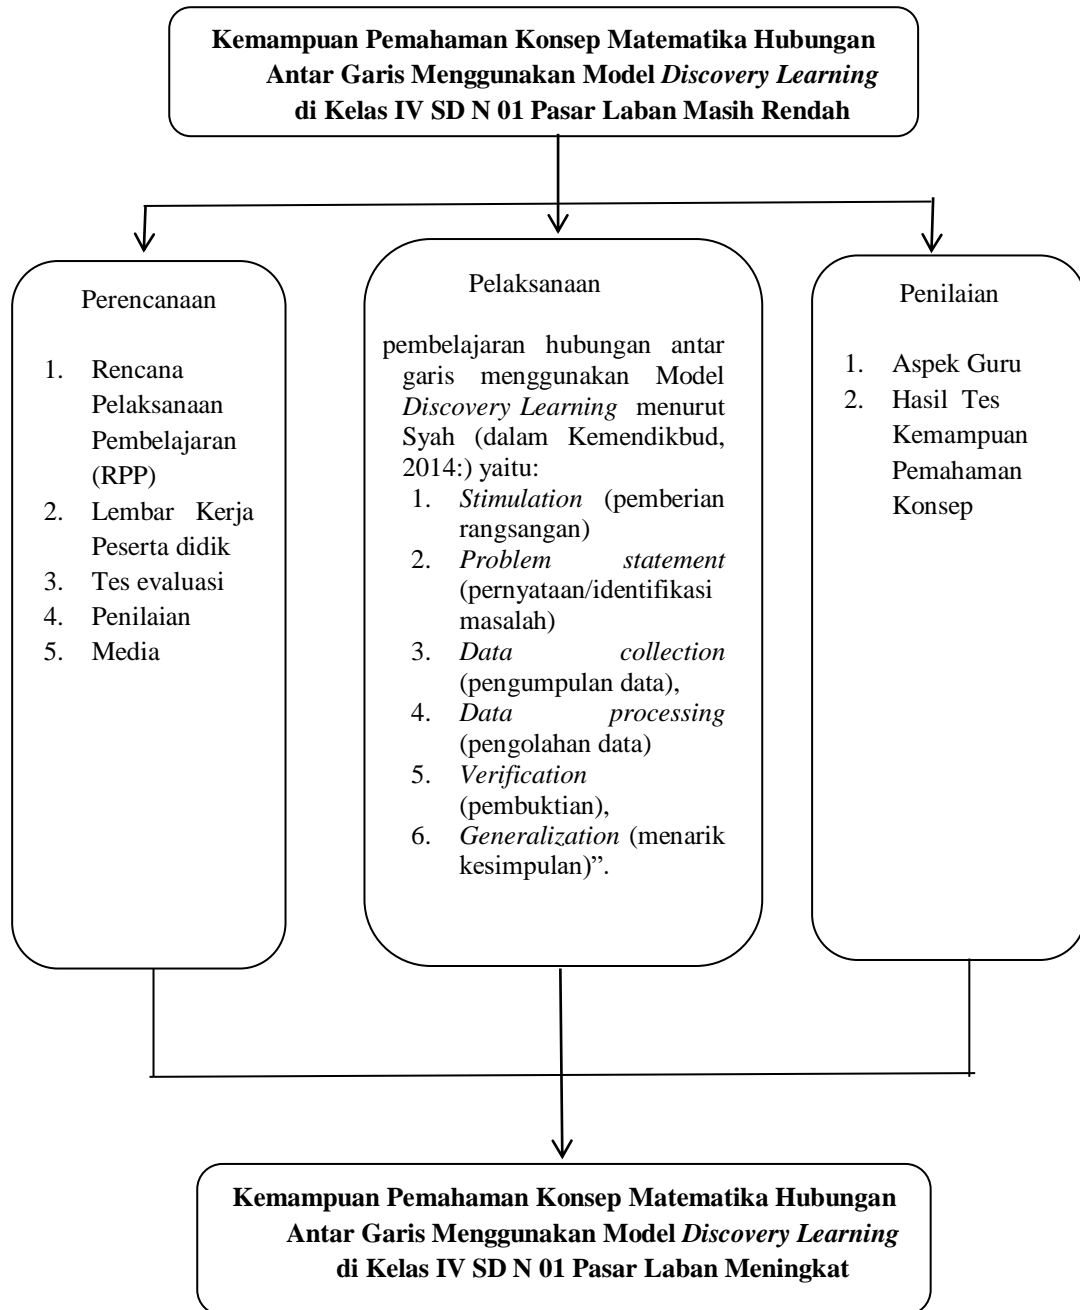 Kemampuan Pemahaman Konsep Matematika Hubungan
Antar Garis Menggunakan Model Discovery Learning
di Kelas IV SD N 01 Pasar Laban Masih Rendah
Perencanaan
1. Rencana
Pelaksanaan
Pembelajaran
(RPP)
2. Lembar Kerja
Peserta didik
3. Tes evaluasi
4. Penilaian
5. Media
Pelaksanaan
pembelajaran hubungan antar
garis menggunakan Model
Discovery Learning menurut
Syah (dalam Kemendikbud,
2014:) yaitu:
1. Stimulation (pemberian
rangsangan)
2. Problem statement
(pernyataan/identifikasi
masalah)
3. Data collection
(pengumpulan data),
4. Data processing
(pengolahan data)
5. Verification
(pembuktian),
6. Generalization (menarik
kesimpulan)”.
Penilaian
1. Aspek Guru
2. Hasil Tes
Kemampuan
Pemahaman
Konsep
Kemampuan Pemahaman Konsep Matematika Hubungan
Antar Garis Menggunakan Model Discovery Learning
di Kelas IV SD N 01 Pasar Laban Meningkat